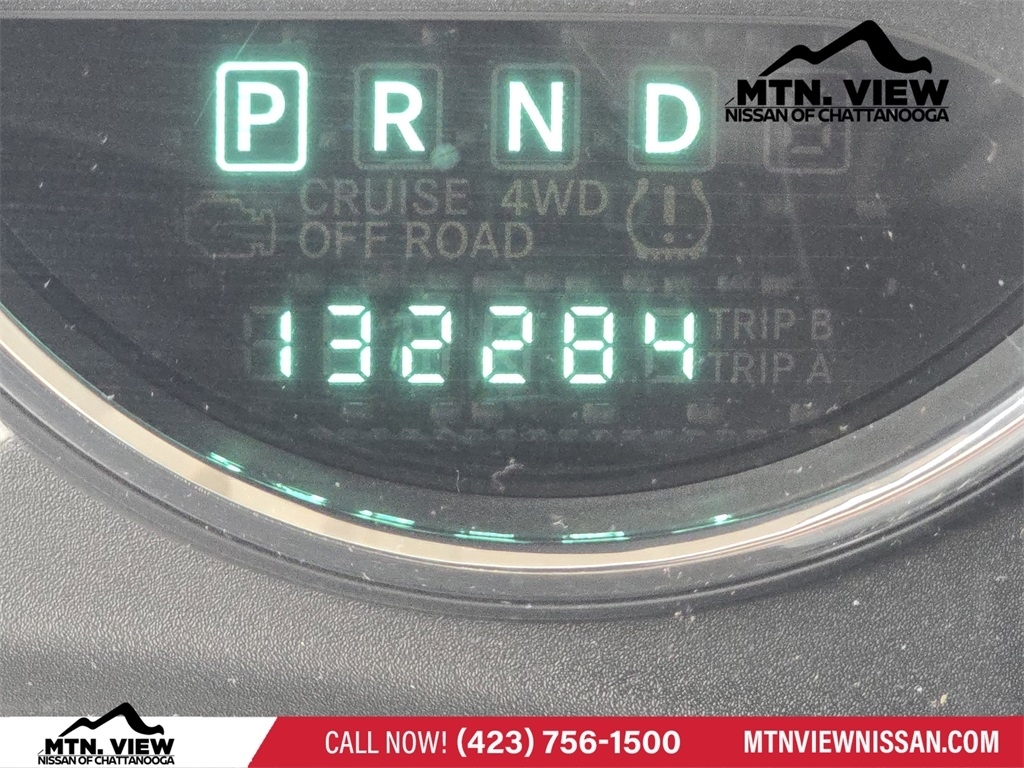 P R N D
MTN. VIEW
NISSAN OF CHATTANOOGA
CRUISE 4WD
OFF ROAD
132284
TRIP B
TRIP A
MTN. VIEW
NISSAN OF CHATTANOOGA
CALL NOW! (423) 756-1500
MTNVIEWNISSAN.COM